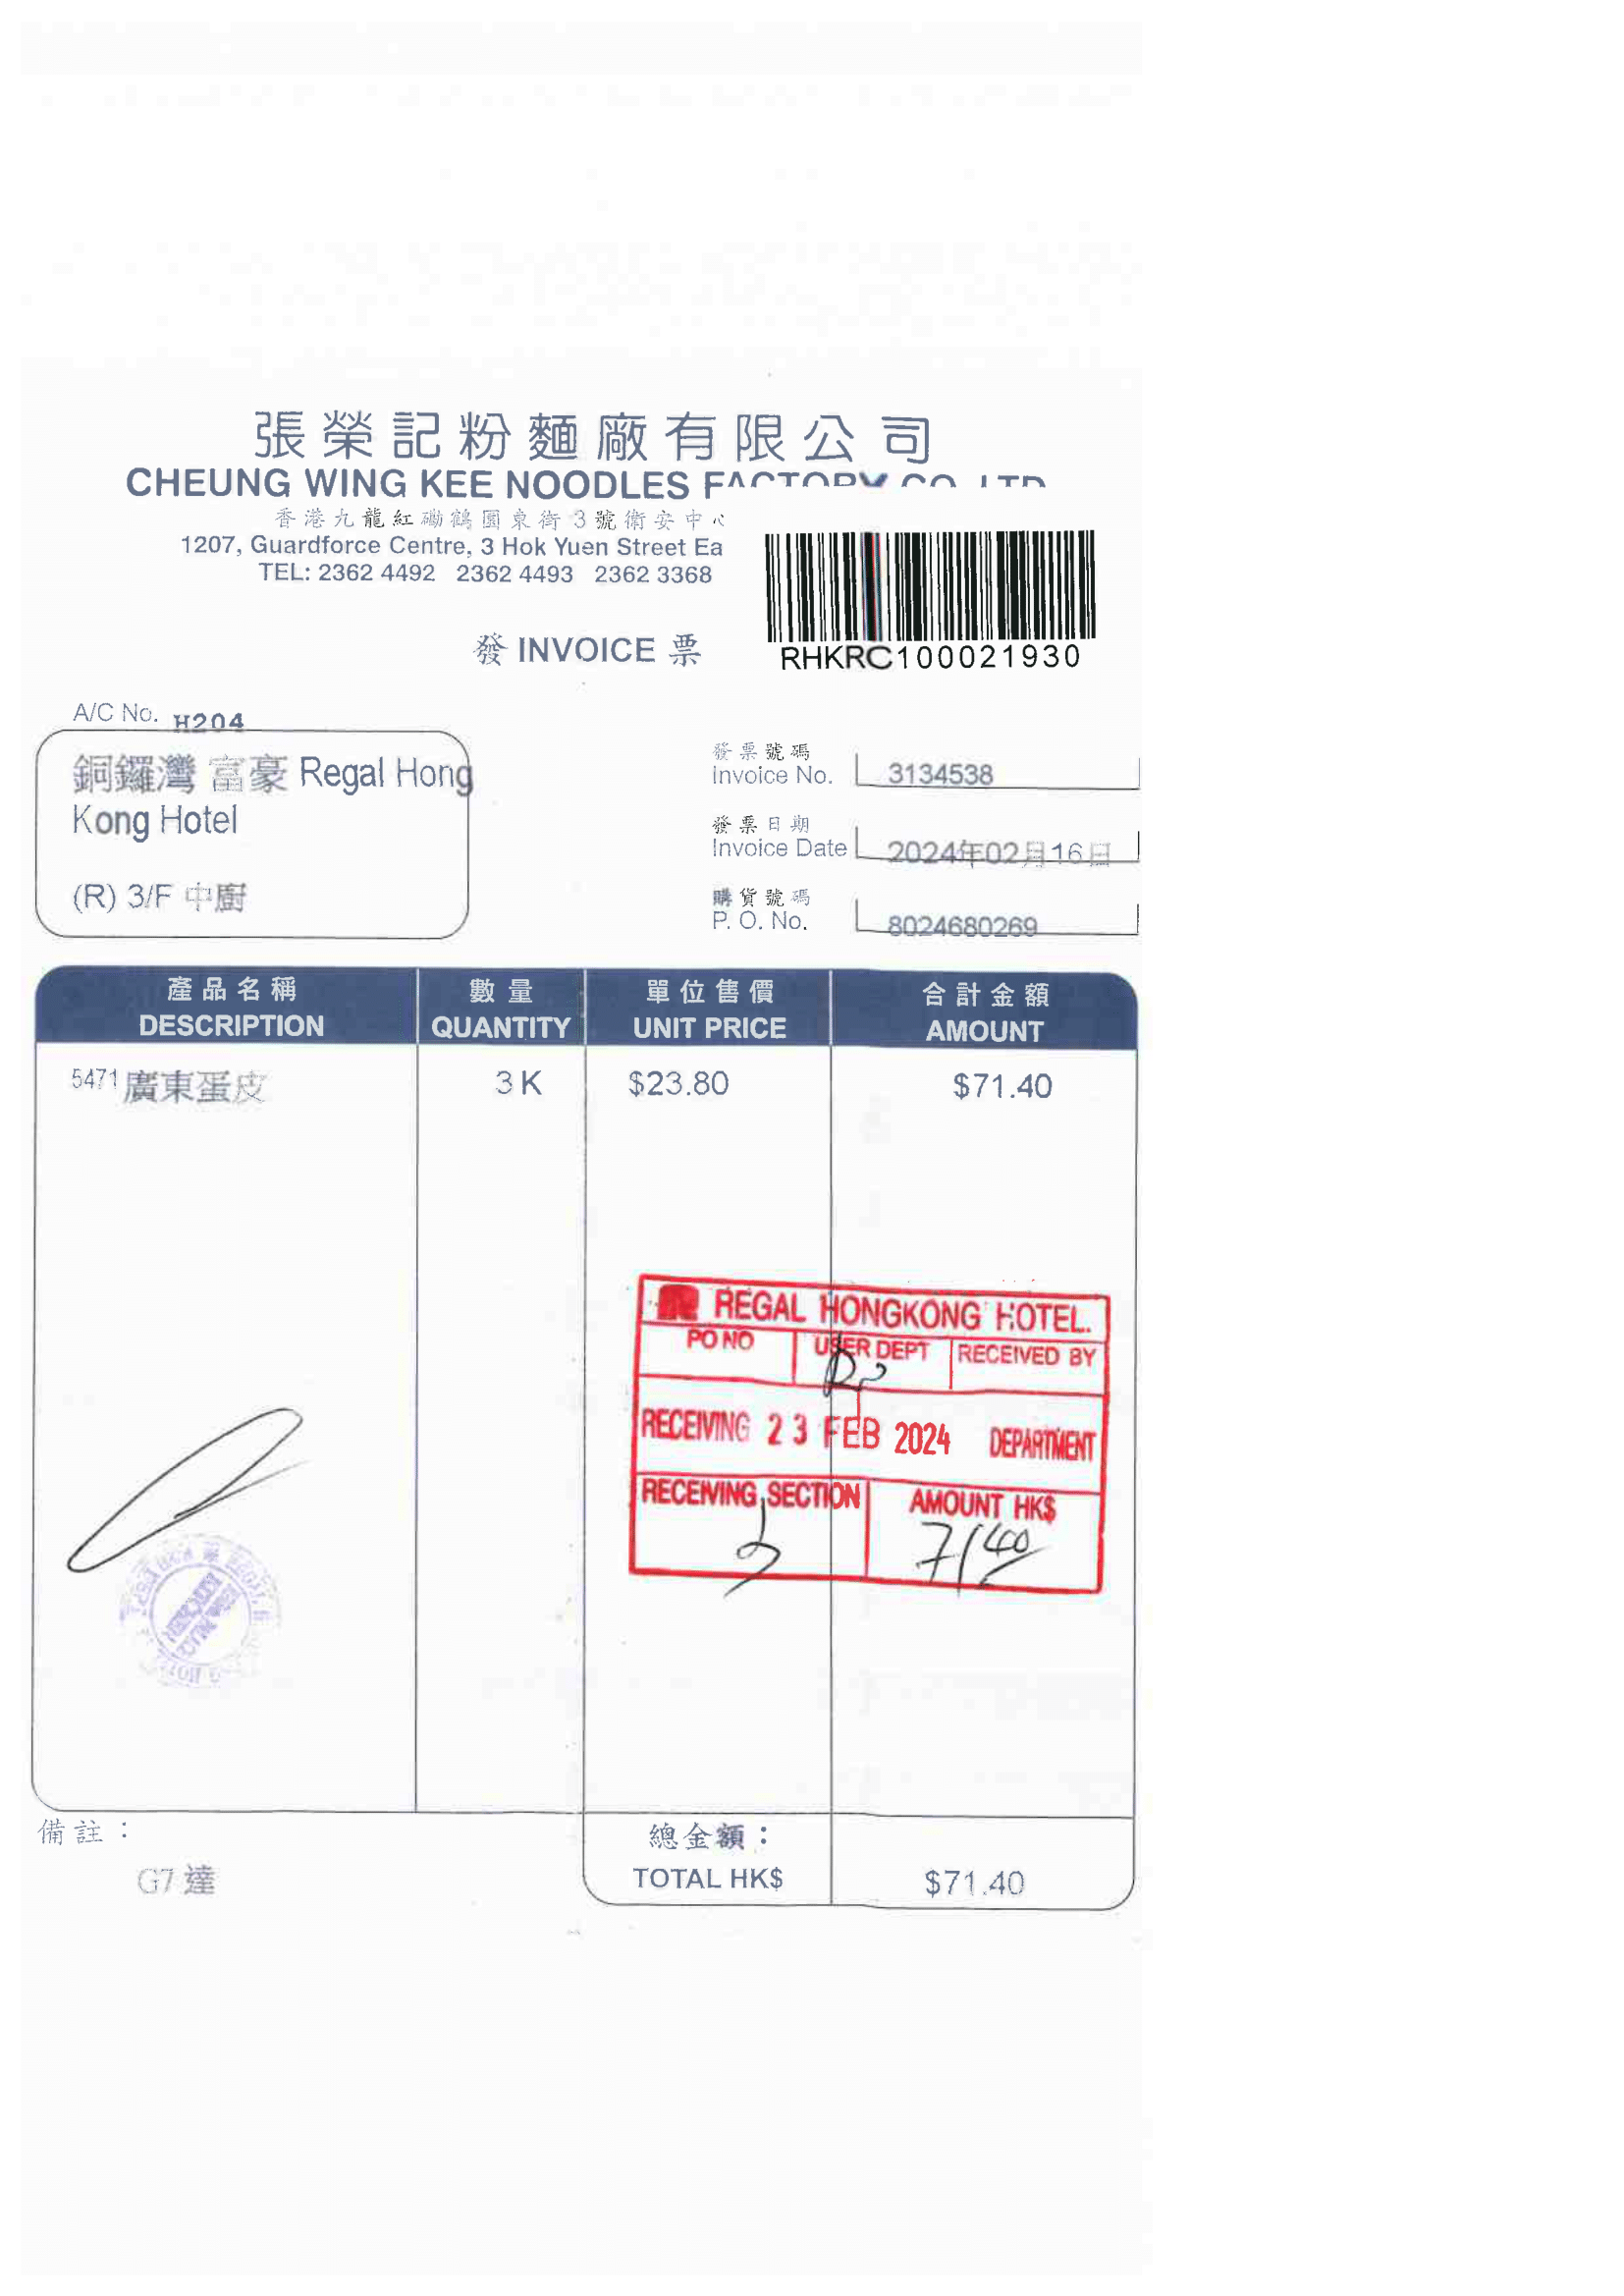 張榮記粉麵廠有限公司
CHEUNG WING KEE NOODLES FACTORY CO. LTD
香港九龍紅磡鶴園東街3號衛安中心
1207, Guardforce Centre, 3 Hok Yuen Street Ea
TEL: 2362 4492 2362 4493 2362 3368
發 INVOICE 票
RHKRC100021930
A/C No. H204
銅鑼灣 富豪 Regal Hong
Kong Hotel
(R) 3/F 中廚
發票號碼
Invoice No. 3134538
發票日期
Invoice Date 2024年02月16日
購貨號碼
P. O. No. 8024680269
產品名稱 數量 單位售價 合計金額
DESCRIPTION QUANTITY UNIT PRICE AMOUNT
5471 廣東蛋皮 3 K $23.80 $71.40
REGAL HONGKONG HOTEL.
PO NO USER DEPT RECEIVED BY
RECEIVING 23 FEB 2024 DEPARTMENT
RECEIVING SECTION AMOUNT HK$
71 40
備註：
G7 達
總金額：
TOTAL HK$ $71.40